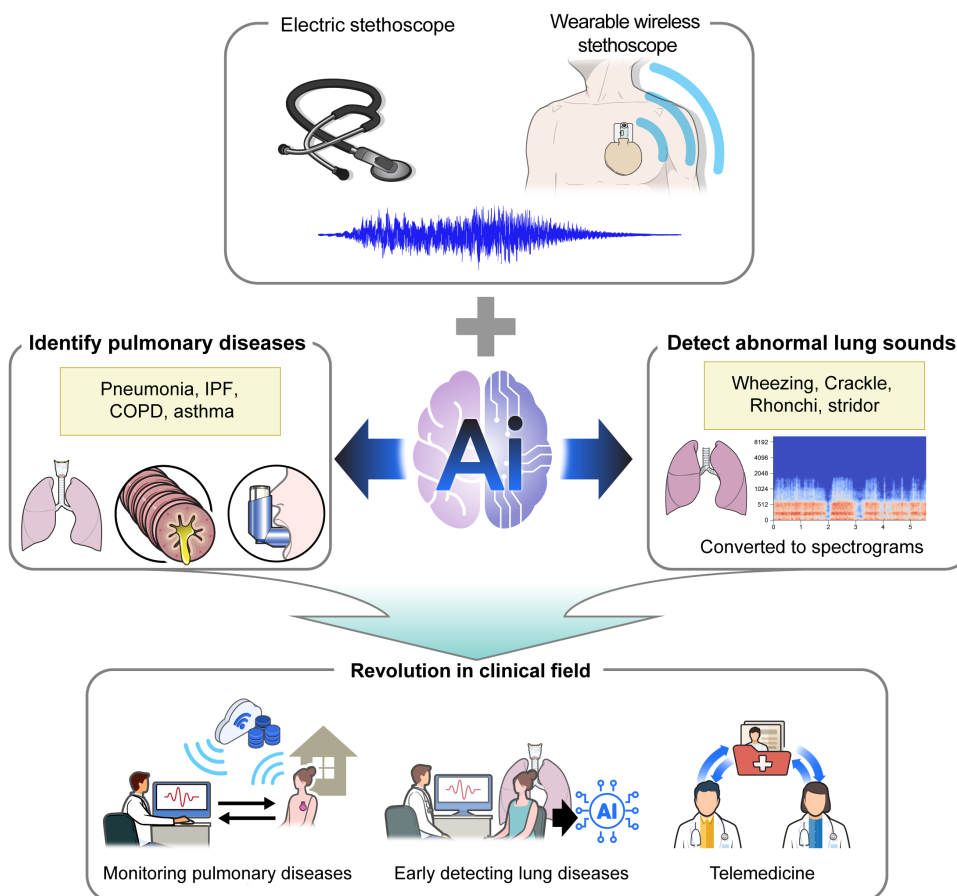 Electric stethoscope
Wearable wireless
stethoscope
Identify pulmonary diseases
Pneumonia, IPF,
COPD, asthma
Ai
Detect abnormal lung sounds
Wheezing, Crackle,
Rhonchi, stridor
8192
4096
2048
1024
512
0
0 1 2 3 4 5
Converted to spectrograms
Revolution in clinical field
AI
Monitoring pulmonary diseases
Early detecting lung diseases
Telemedicine